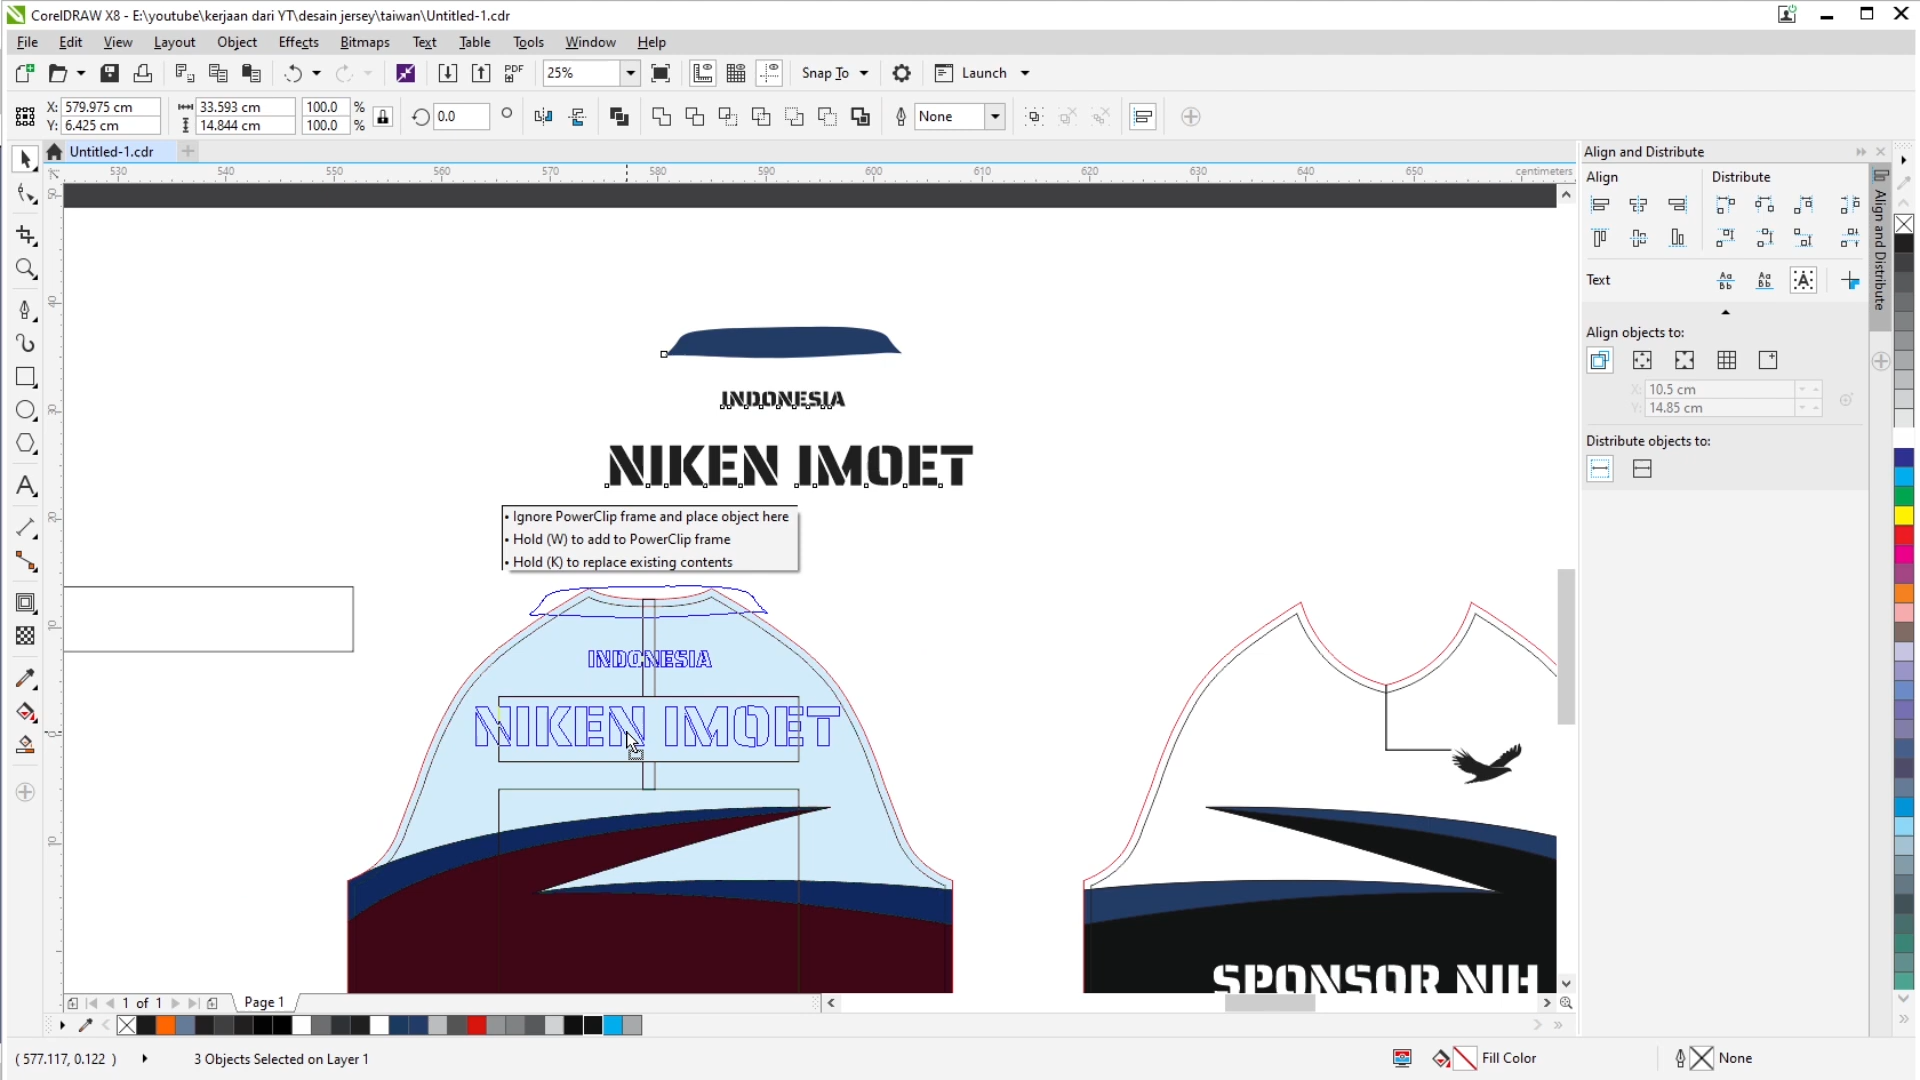 CorelDRAW X8 - E:\youtube\kerjaan dari YT\desain jersey\taiwan\Untitled-1.cdr
File Edit View Layout Object Effects Bitmaps Text Table Tools Window Help
PDF 25% Snap To Launch
X: 579.975 cm 33.593 cm 100.0 % 0.0 None
Y: 6.425 cm 14.844 cm 100.0 %
Untitled-1.cdr
530 540 550 560 570 580 590 600 610 620 630 640 650 centimeters
Align and Distribute
Align Distribute
Text
Align objects to:
X: 10.5 cm
Y: 14.85 cm
Distribute objects to:
Align and Distribute
INDONESIA
NIKEN IMOET
• Ignore PowerClip frame and place object here
• Hold (W) to add to PowerClip frame
• Hold (K) to replace existing contents
INDONESIA
NIKEN IMOET
SPONSOR NIH
1 of 1 Page 1
( 577.117, 0.122 ) 3 Objects Selected on Layer 1 Fill Color None